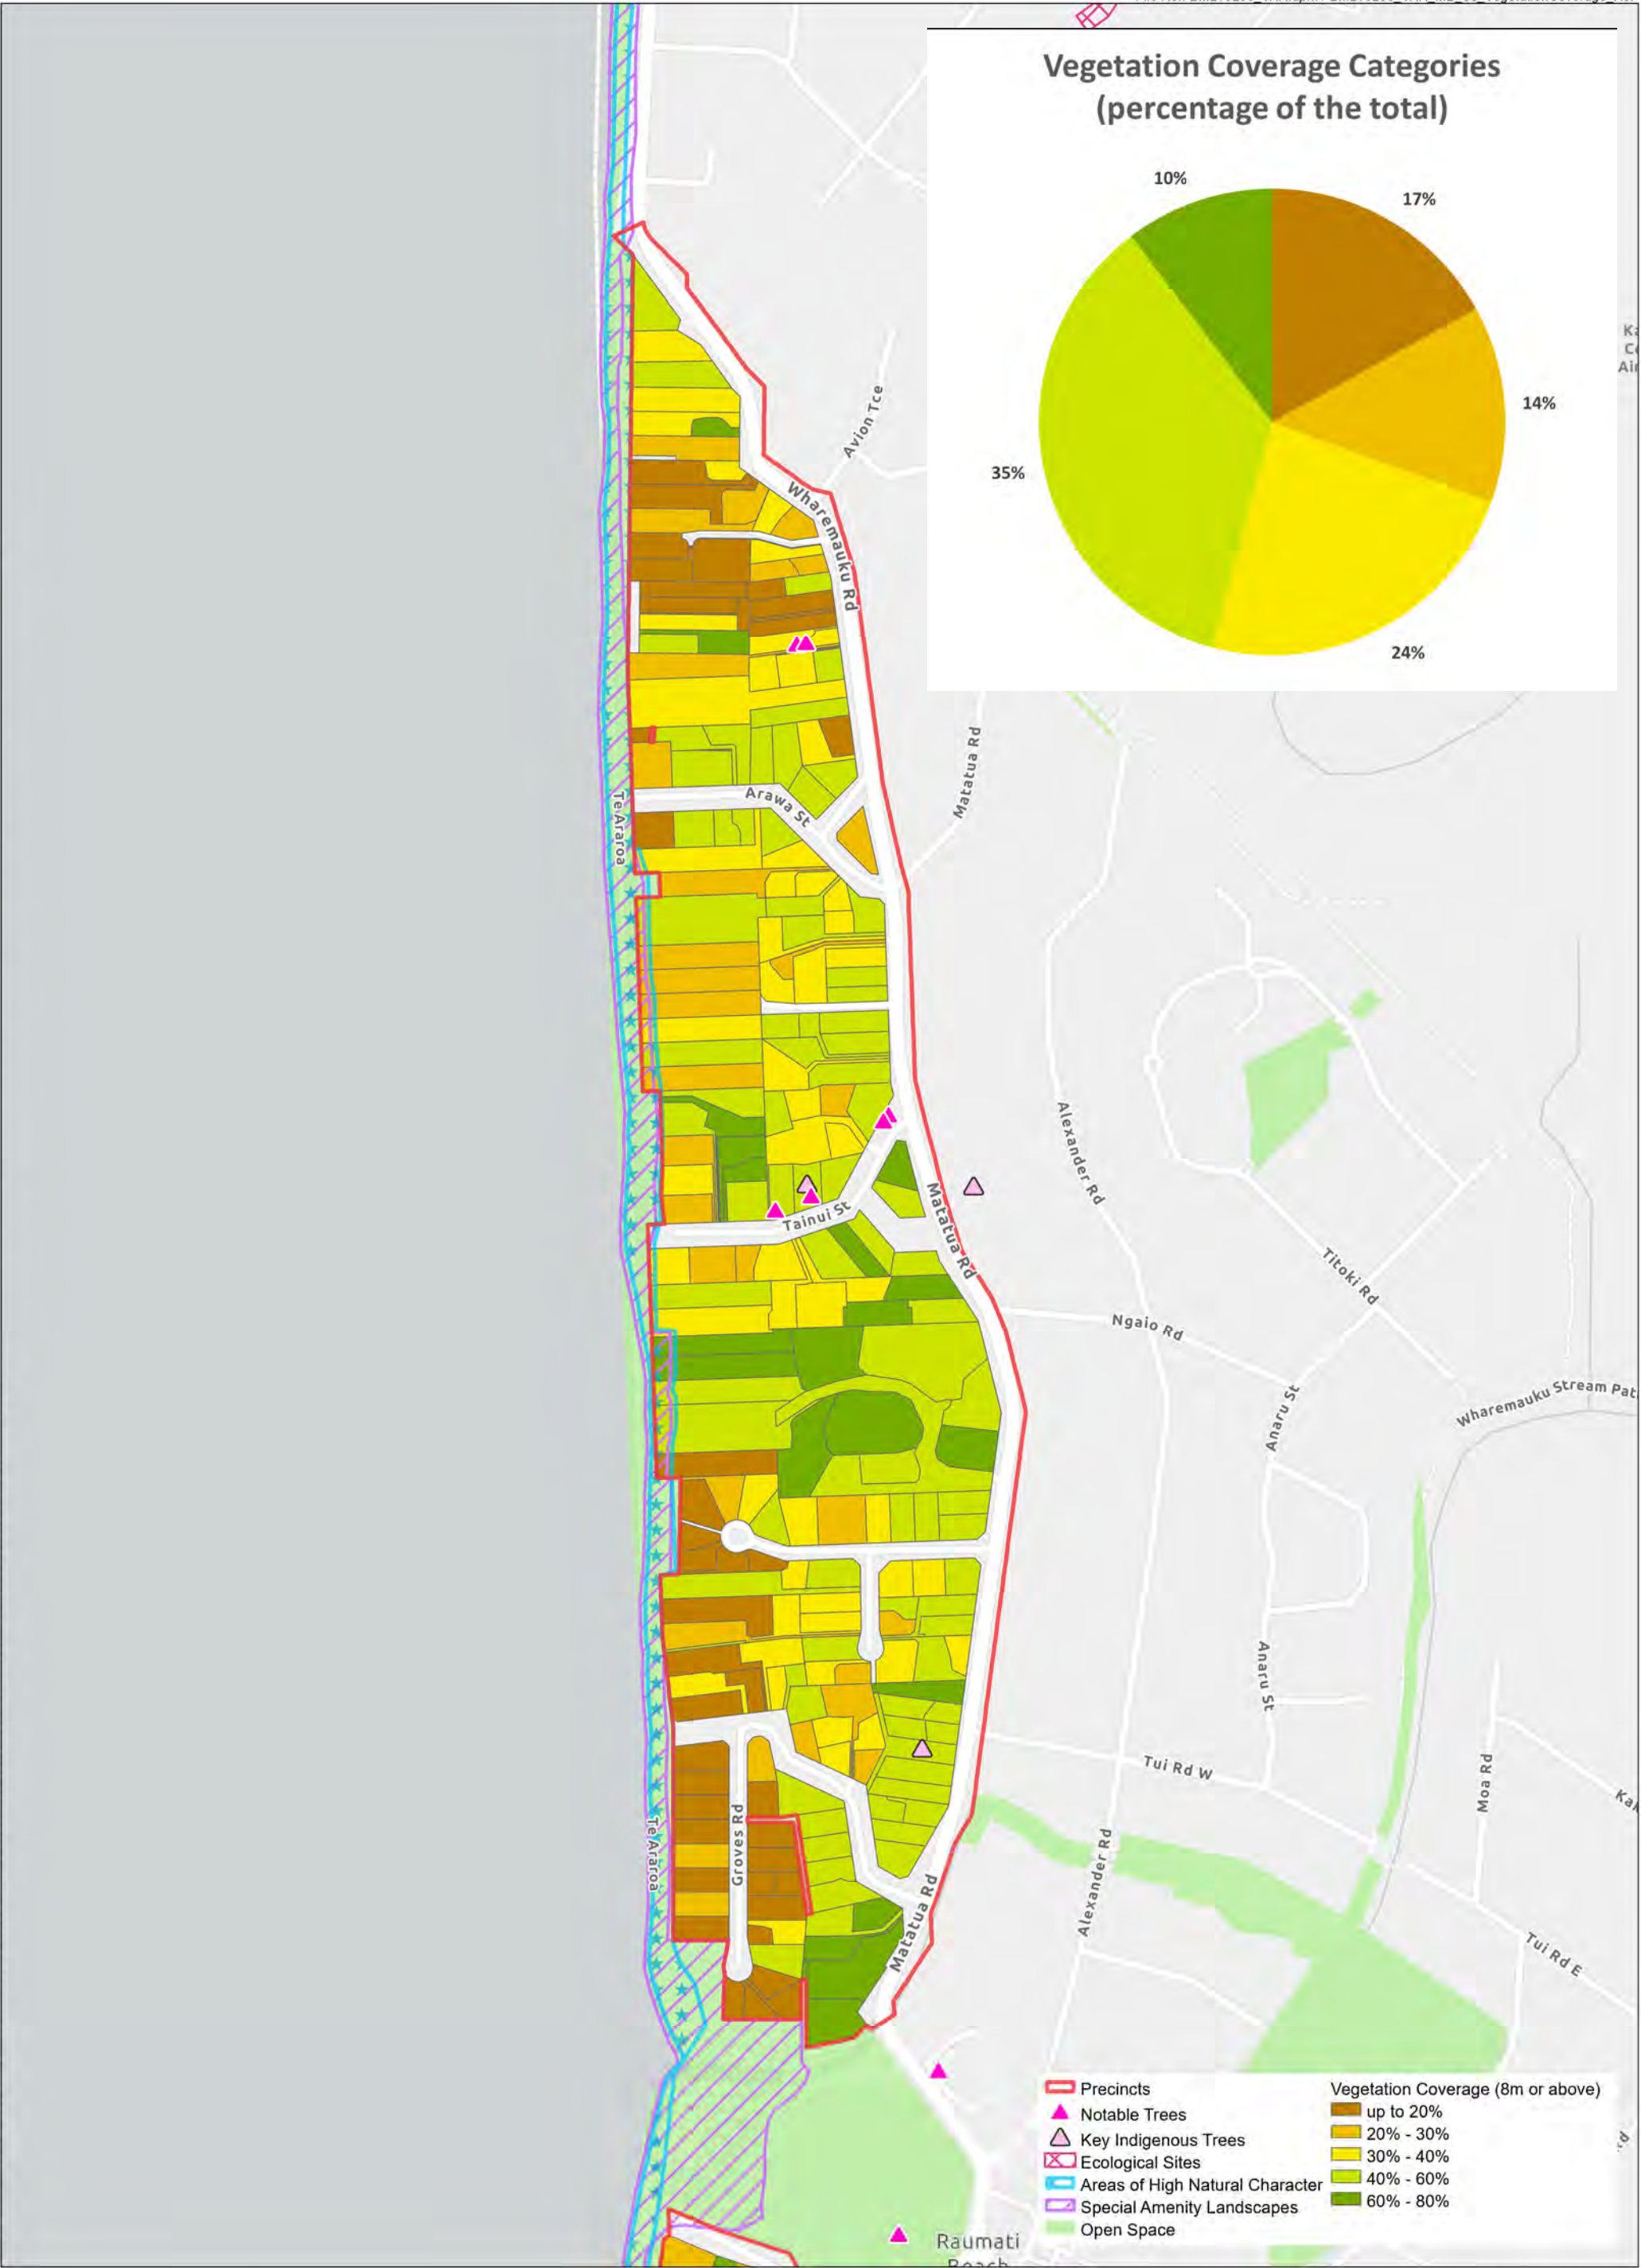 Vegetation Coverage Categories
(percentage of the total)
10%
17%
14%
35%
24%
Avion Tce
Wharemauku Rd
Matatua Rd
Arawa St
Te Araroa
Alexander Rd
Tainui St
Matatua Rd
Titoki Rd
Ngaio Rd
Anaru St
Wharemauku Stream Pat
Anaru St
Tui Rd W
Moa Rd
Groves Rd
Te Araroa
Alexander Rd
Matatua Rd
Tui Rd E
Precincts
Notable Trees
Key Indigenous Trees
Ecological Sites
Areas of High Natural Character
Special Amenity Landscapes
Open Space
Vegetation Coverage (8m or above)
up to 20%
20% - 30%
30% - 40%
40% - 60%
60% - 80%
Raumati
Beach